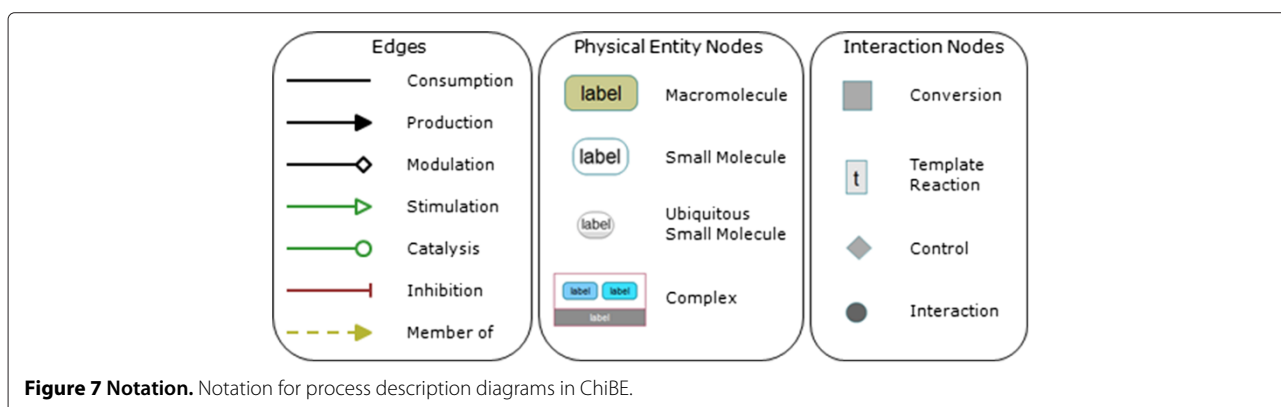 Edges
Consumption
Production
Modulation
Stimulation
Catalysis
Inhibition
Member of
Physical Entity Nodes
label
Macromolecule
label
Small Molecule
label
Ubiquitous
Small Molecule
label
label
label
Complex
Interaction Nodes
Conversion
t
Template
Reaction
Control
Interaction
Figure 7 Notation. Notation for process description diagrams in ChiBE.